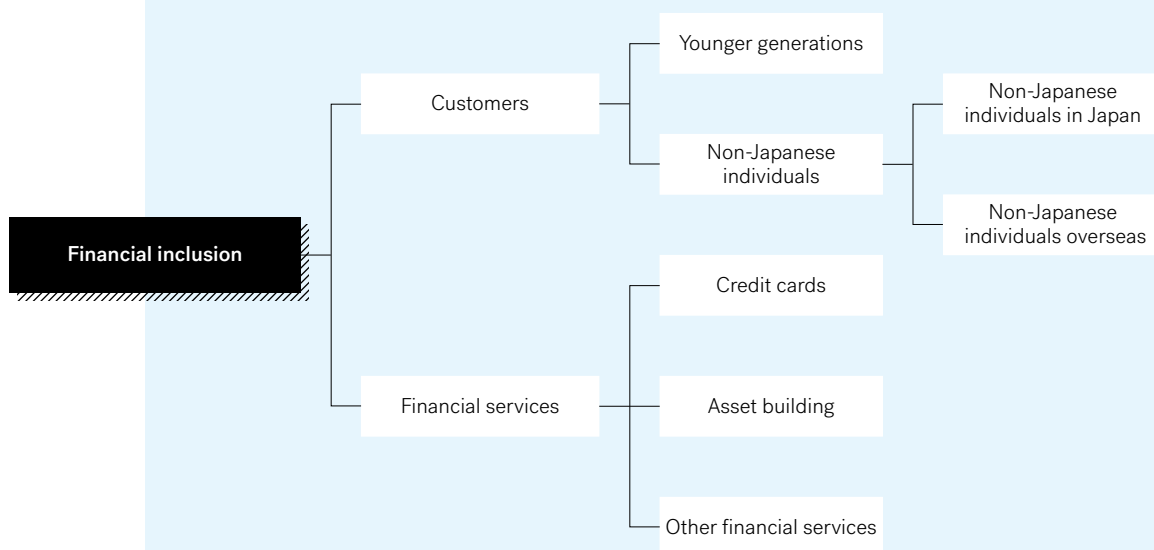 Financial inclusion
Customers
Younger generations
Non-Japanese
individuals
Non-Japanese
individuals in Japan
Non-Japanese
individuals overseas
Financial services
Credit cards
Asset building
Other financial services